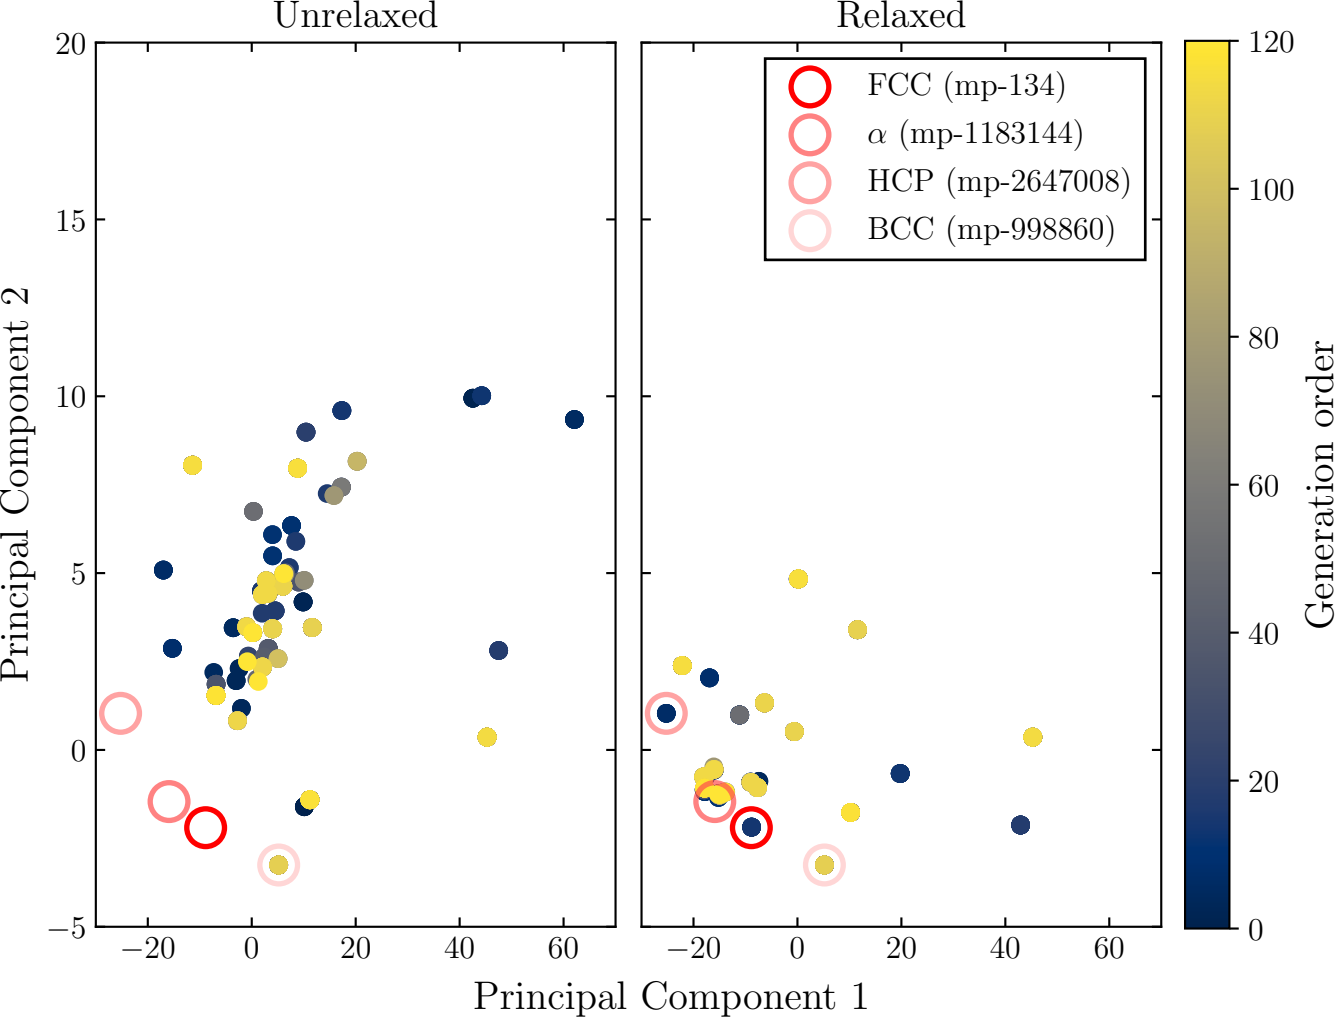 Unrelaxed
Relaxed
20
15
10
5
0
−5
Principal Component 2
FCC (mp-134)
α (mp-1183144)
HCP (mp-2647008)
BCC (mp-998860)
120
100
80
60
40
20
0
Generation order
−20 0 20 40 60
−20 0 20 40 60
Principal Component 1